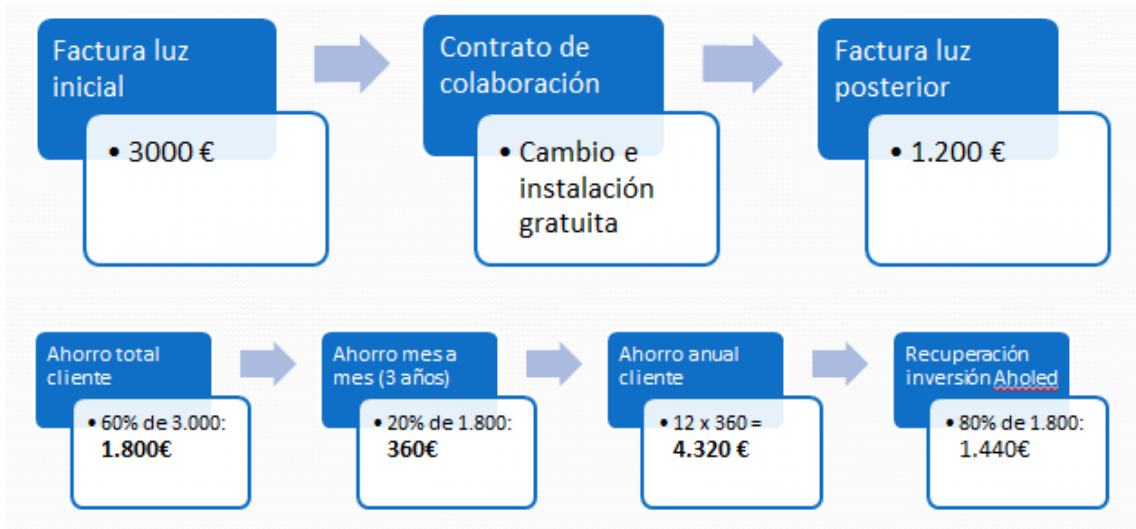 Factura luz
inicial
• 3000 €
Contrato de
colaboración
• Cambio e
instalación
gratuita
Factura luz
posterior
• 1.200 €
Ahorro total
cliente
• 60% de 3.000:
1.800€
Ahorro mes a
mes (3 años)
• 20% de 1.800:
360€
Ahorro anual
cliente
• 12 x 360 =
4.320 €
Recuperación
inversión Aholed
• 80% de 1.800:
1.440€